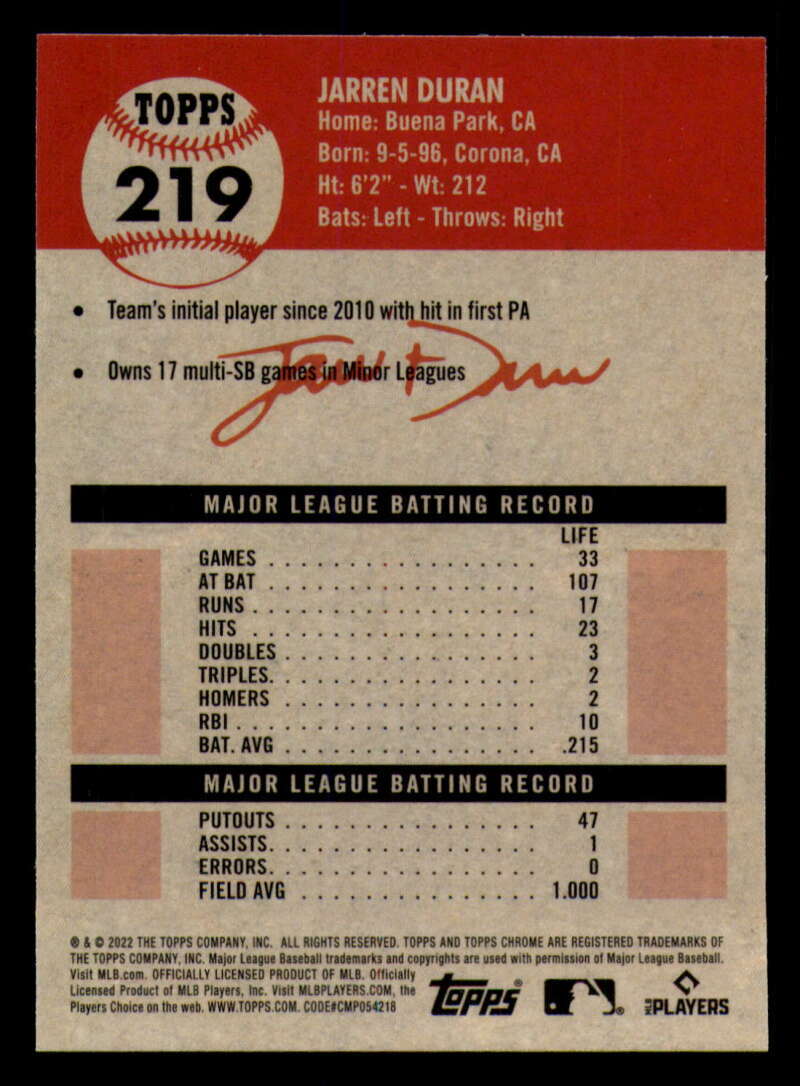 TOPPS
219
JARREN DURAN
Home: Buena Park, CA
Born: 9-5-96, Corona, CA
Ht: 6'2" - Wt: 212
Bats: Left - Throws: Right
• Team's initial player since 2010 with hit in first PA
• Owns 17 multi-SB games in Minor Leagues
Jarren Duran
MAJOR LEAGUE BATTING RECORD
LIFE
GAMES . . . . . . . . . . . . . . . . . 33
AT BAT . . . . . . . . . . . . . . . . . 107
RUNS . . . . . . . . . . . . . . . . . . 17
HITS . . . . . . . . . . . . . . . . . . 23
DOUBLES . . . . . . . . . . . . . . . . 3
TRIPLES. . . . . . . . . . . . . . . . . 2
HOMERS . . . . . . . . . . . . . . . . . 2
RBI . . . . . . . . . . . . . . . . . . . 10
BAT. AVG . . . . . . . . . . . . . . . . .215
MAJOR LEAGUE BATTING RECORD
PUTOUTS . . . . . . . . . . . . . . . . 47
ASSISTS. . . . . . . . . . . . . . . . . 1
ERRORS. . . . . . . . . . . . . . . . . 0
FIELD AVG . . . . . . . . . . . . . . . 1.000
® & © 2022 THE TOPPS COMPANY, INC. ALL RIGHTS RESERVED. TOPPS AND TOPPS CHROME ARE REGISTERED TRADEMARKS OF
THE TOPPS COMPANY, INC. Major League Baseball trademarks and copyrights are used with permission of Major League Baseball.
Visit MLB.com. OFFICIALLY LICENSED PRODUCT OF MLB. Officially
Licensed Product of MLB Players, Inc. Visit MLBPLAYERS.COM, the
Players Choice on the web. WWW.TOPPS.COM. CODE#CMP054218
Topps®
MLB PLAYERS